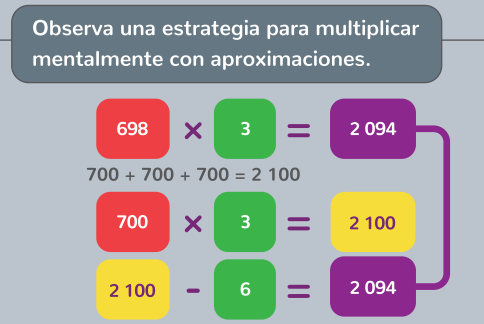 Observa una estrategia para multiplicar
mentalmente con aproximaciones.
698 × 3 = 2 094
700 + 700 + 700 = 2 100
700 × 3 = 2 100
2 100 - 6 = 2 094